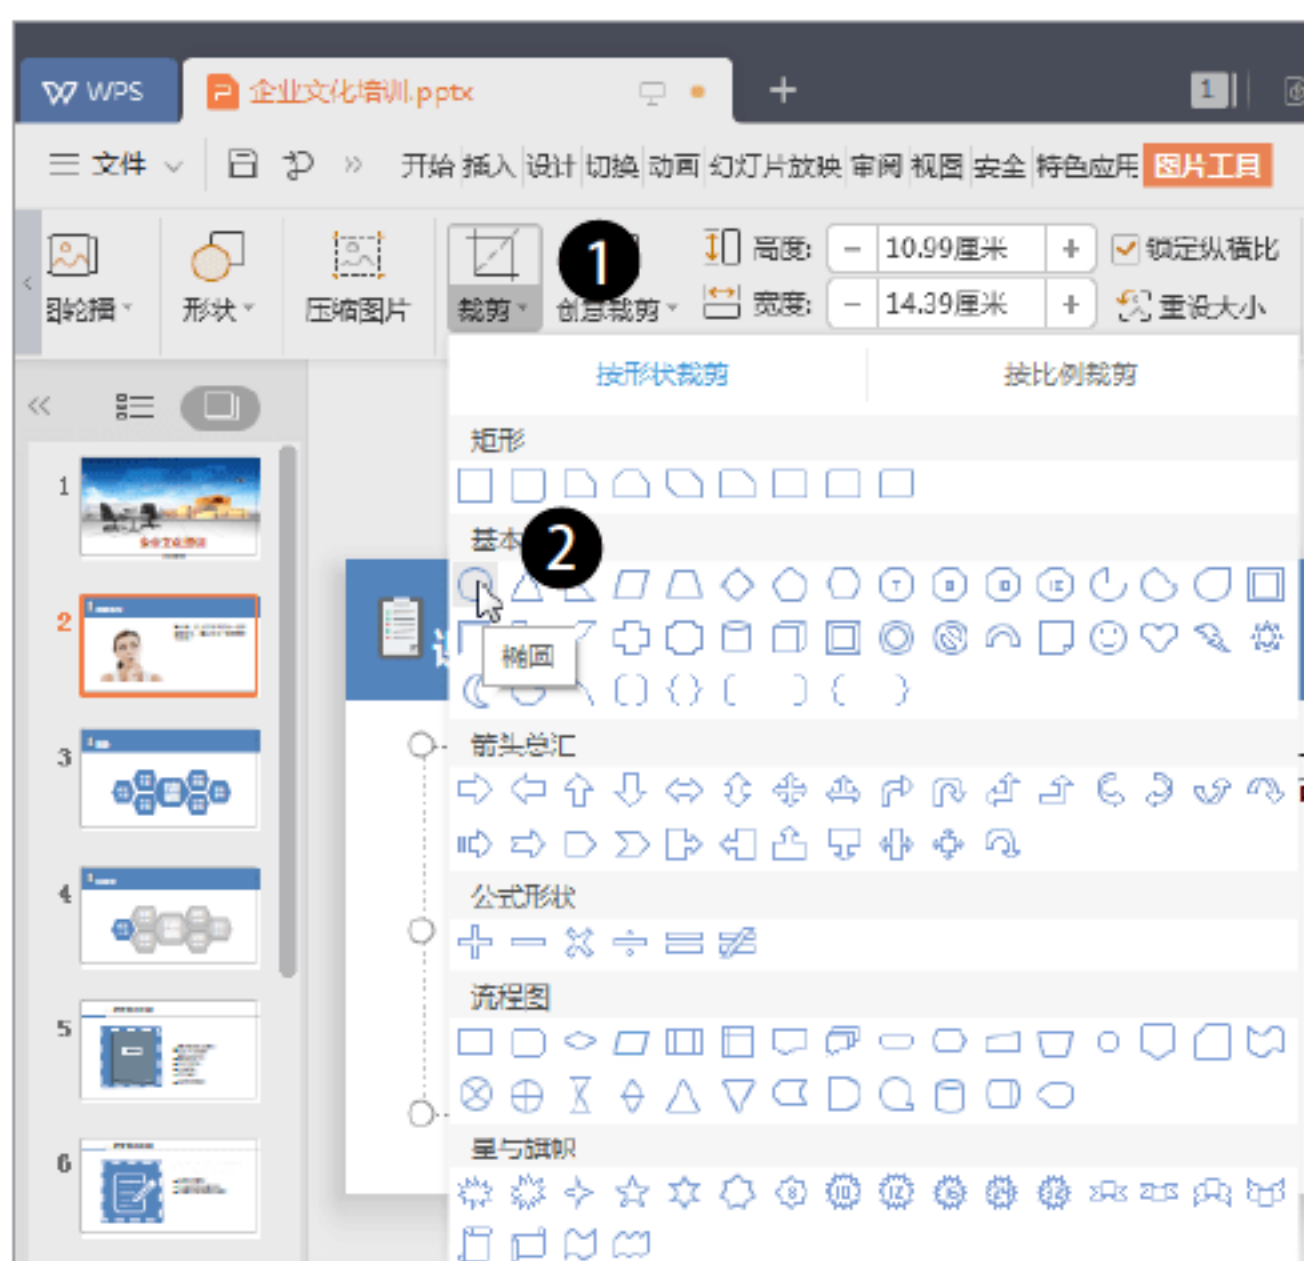 WPS 企业文化培训.pptx 1
文件 开始 插入 设计 切换 动画 幻灯片放映 审阅 视图 安全 特色应用 图片工具
图轮播 形状 压缩图片 裁剪 创意裁剪 高度: 10.99厘米 锁定纵横比
宽度: 14.39厘米 重设大小
1
按形状裁剪 按比例裁剪
矩形
基本
2
椭圆
箭头总汇
公式形状
流程图
星与旗帜
1
企业文化培训
2
3
4
5
6